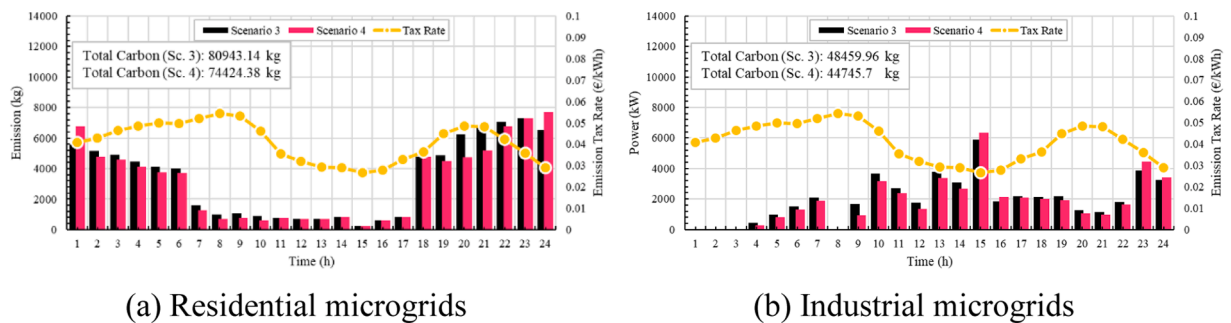 (a)
(b)
Scenario 3 Scenario 4 Tax Rate
Total Carbon (Sc. 3): 80943.14 kg
Total Carbon (Sc. 4): 74424.38 kg
14000
12000
10000
8000
6000
4000
2000
0
Emission (kg)
0.1
0.09
0.08
0.07
0.06
0.05
0.04
0.03
0.02
0.01
0
Emission Tax Rate (€/kWh)
1 2 3 4 5 6 7 8 9 10 11 12 13 14 15 16 17 18 19 20 21 22 23 24
Time (h)
Scenario 3 Scenario 4 Tax Rate
Total Carbon (Sc. 3): 48459.96 kg
Total Carbon (Sc. 4): 44745.7 kg
14000
12000
10000
8000
6000
4000
2000
0
Power (kW)
0.1
0.09
0.08
0.07
0.06
0.05
0.04
0.03
0.02
0.01
0
Emission Tax Rate (€/kWh)
1 2 3 4 5 6 7 8 9 10 11 12 13 14 15 16 17 18 19 20 21 22 23 24
Time (h)
(a) Residential microgrids
(b) Industrial microgrids